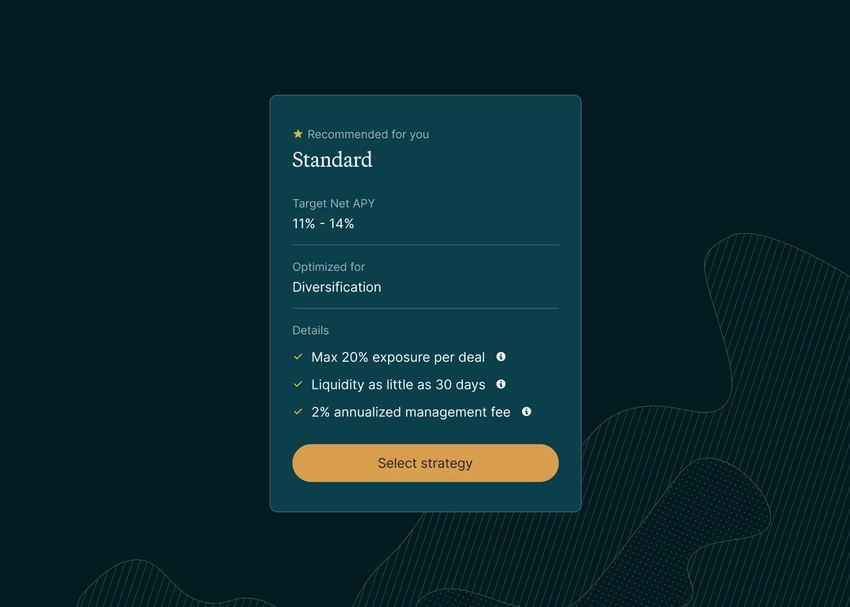 Recommended for you
Standard
Target Net APY
11% - 14%
Optimized for
Diversification
Details
Max 20% exposure per deal
Liquidity as little as 30 days
2% annualized management fee
Select strategy